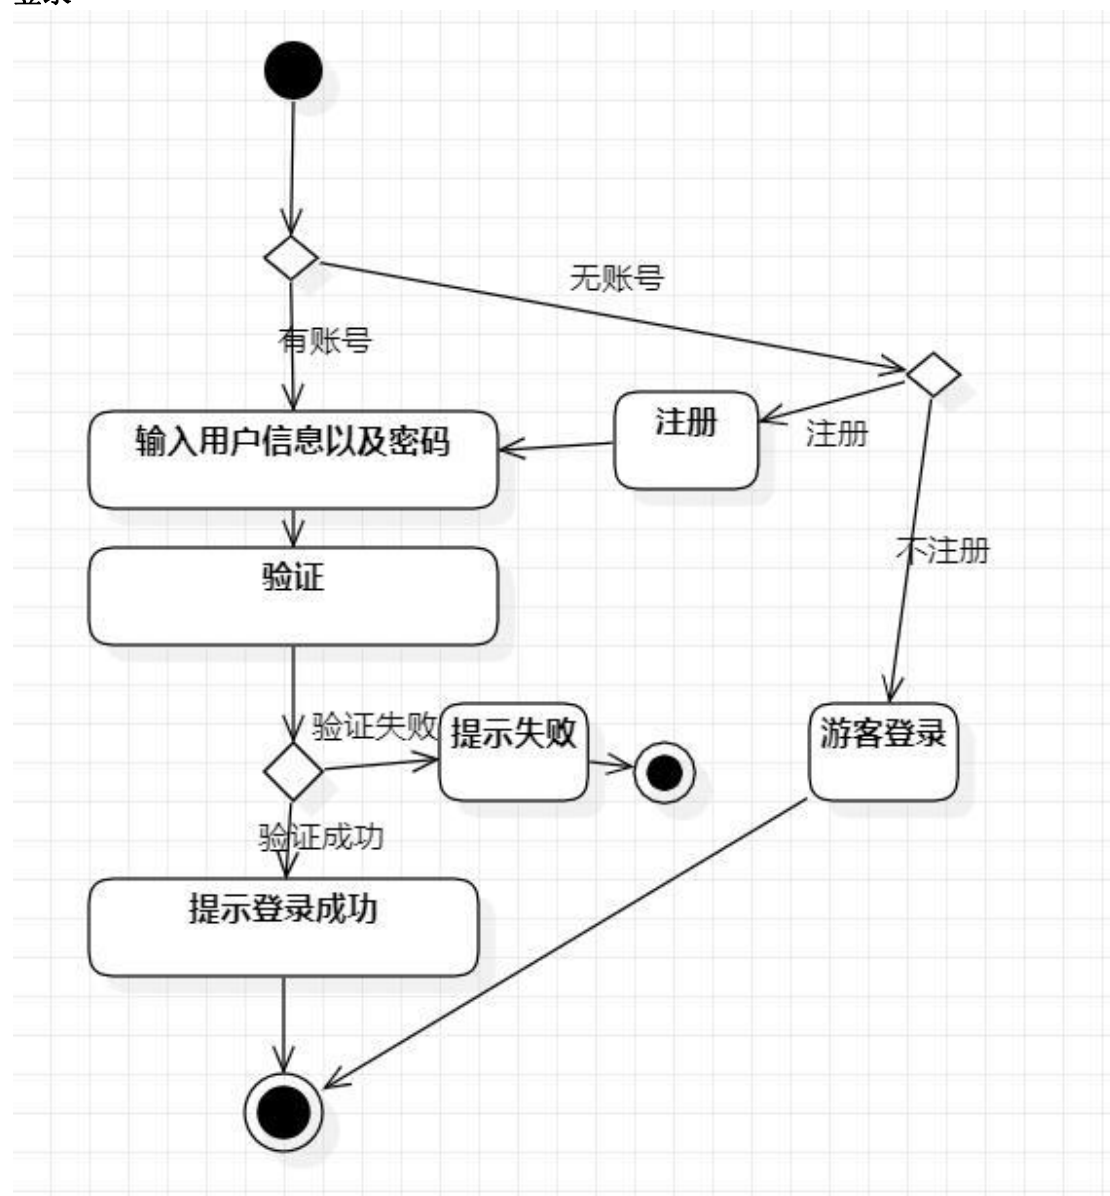 无账号
有账号
注册
注册
输入用户信息以及密码
不注册
验证
验证失败
提示失败
游客登录
验证成功
提示登录成功